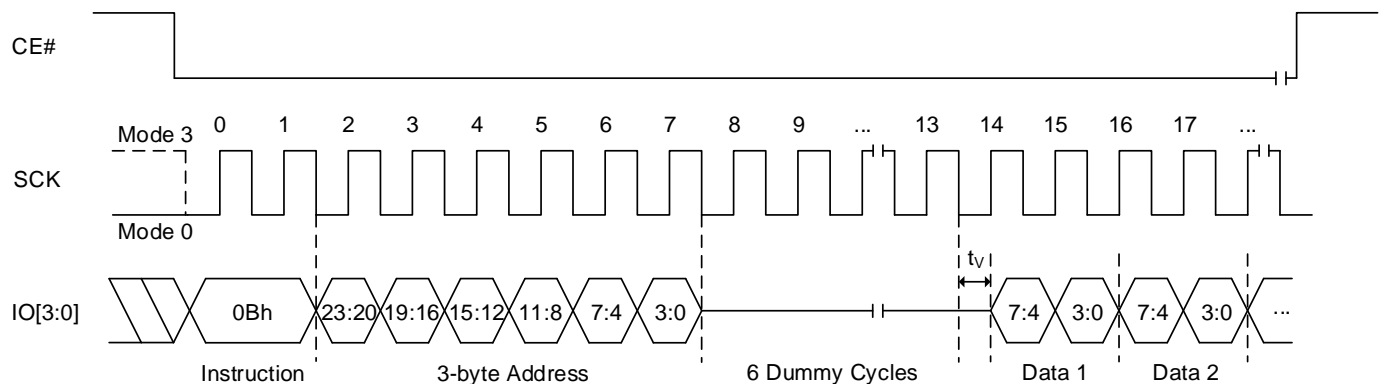 CE#
Mode 3
0 1 2 3 4 5 6 7 8 9 ... 13 14 15 16 17 ...
SCK
Mode 0
tV
IO[3:0]
0Bh 23:20 19:16 15:12 11:8 7:4 3:0 7:4 3:0 7:4 3:0 ...
Instruction 3-byte Address 6 Dummy Cycles Data 1 Data 2